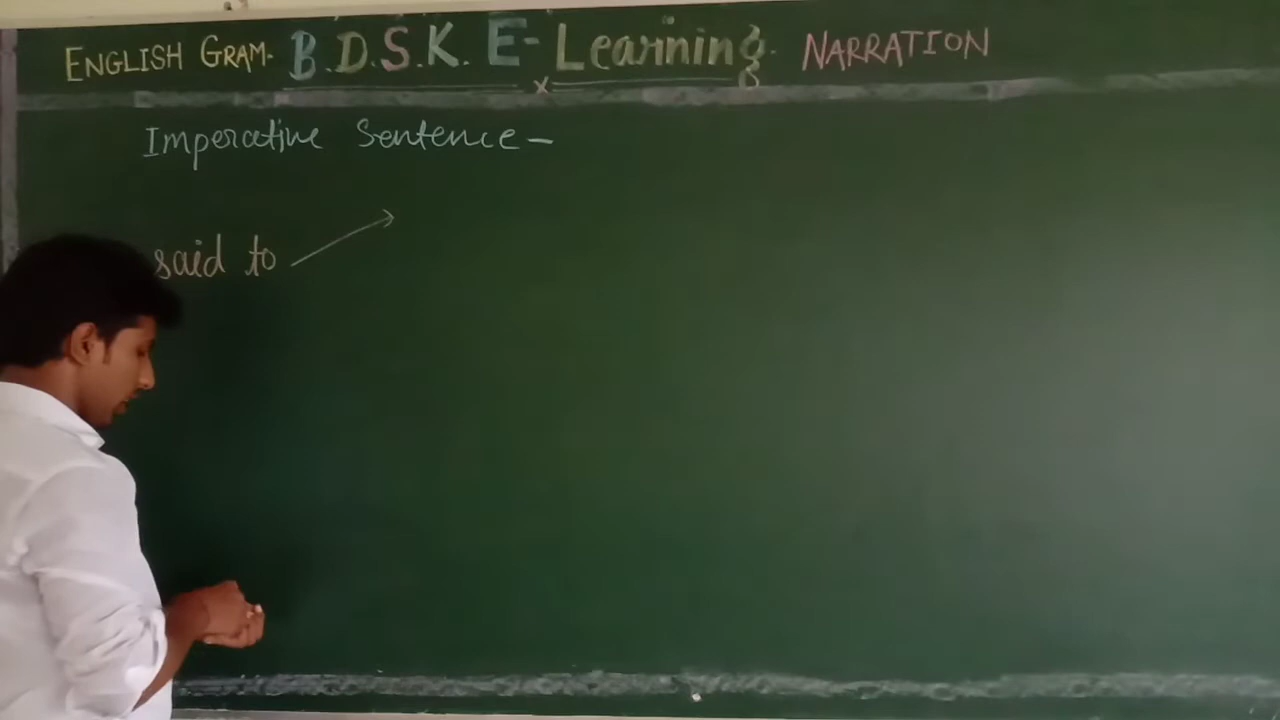 ENGLISH GRAM. B.D.S.K. E-Learning. NARRATION
Imperative Sentence-
said to